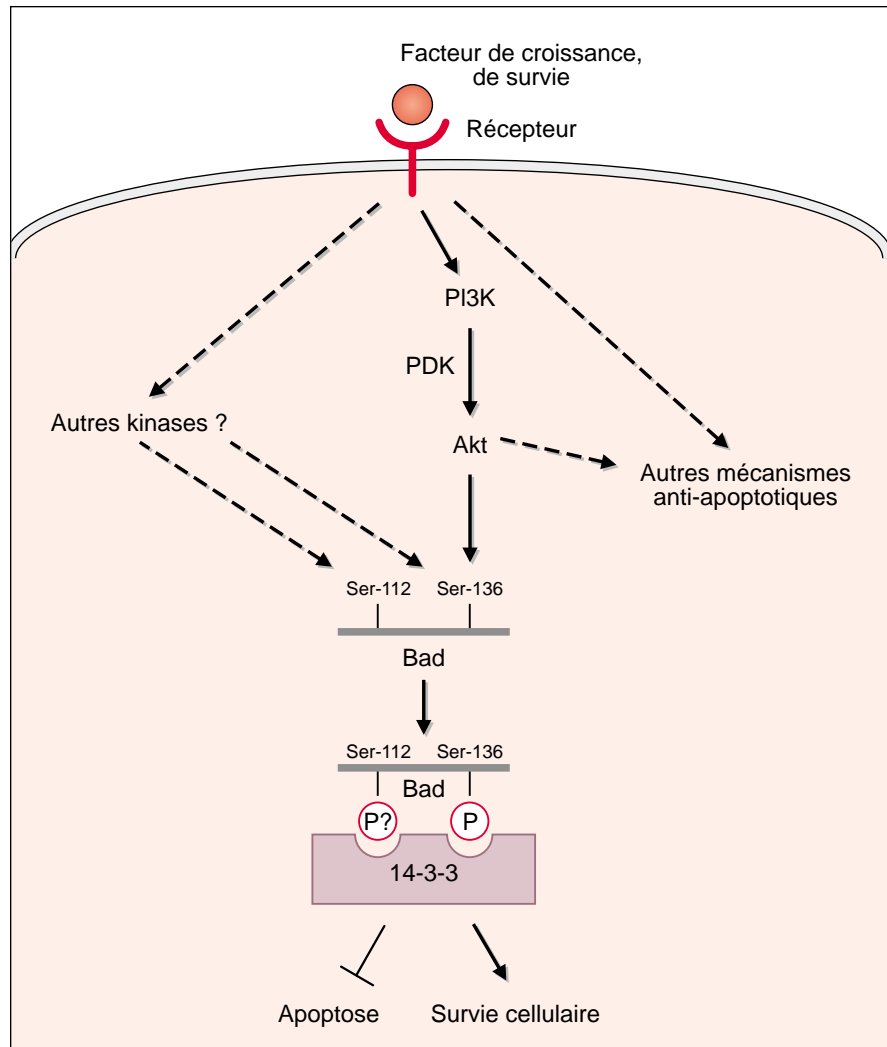 Facteur de croissance,
de survie
Récepteur
PI3K
PDK
Autres kinases ?
Akt
Autres mécanismes
anti-apoptotiques
Ser-112 Ser-136
Bad
Ser-112 Ser-136
Bad
P? P
14-3-3
Apoptose Survie cellulaire